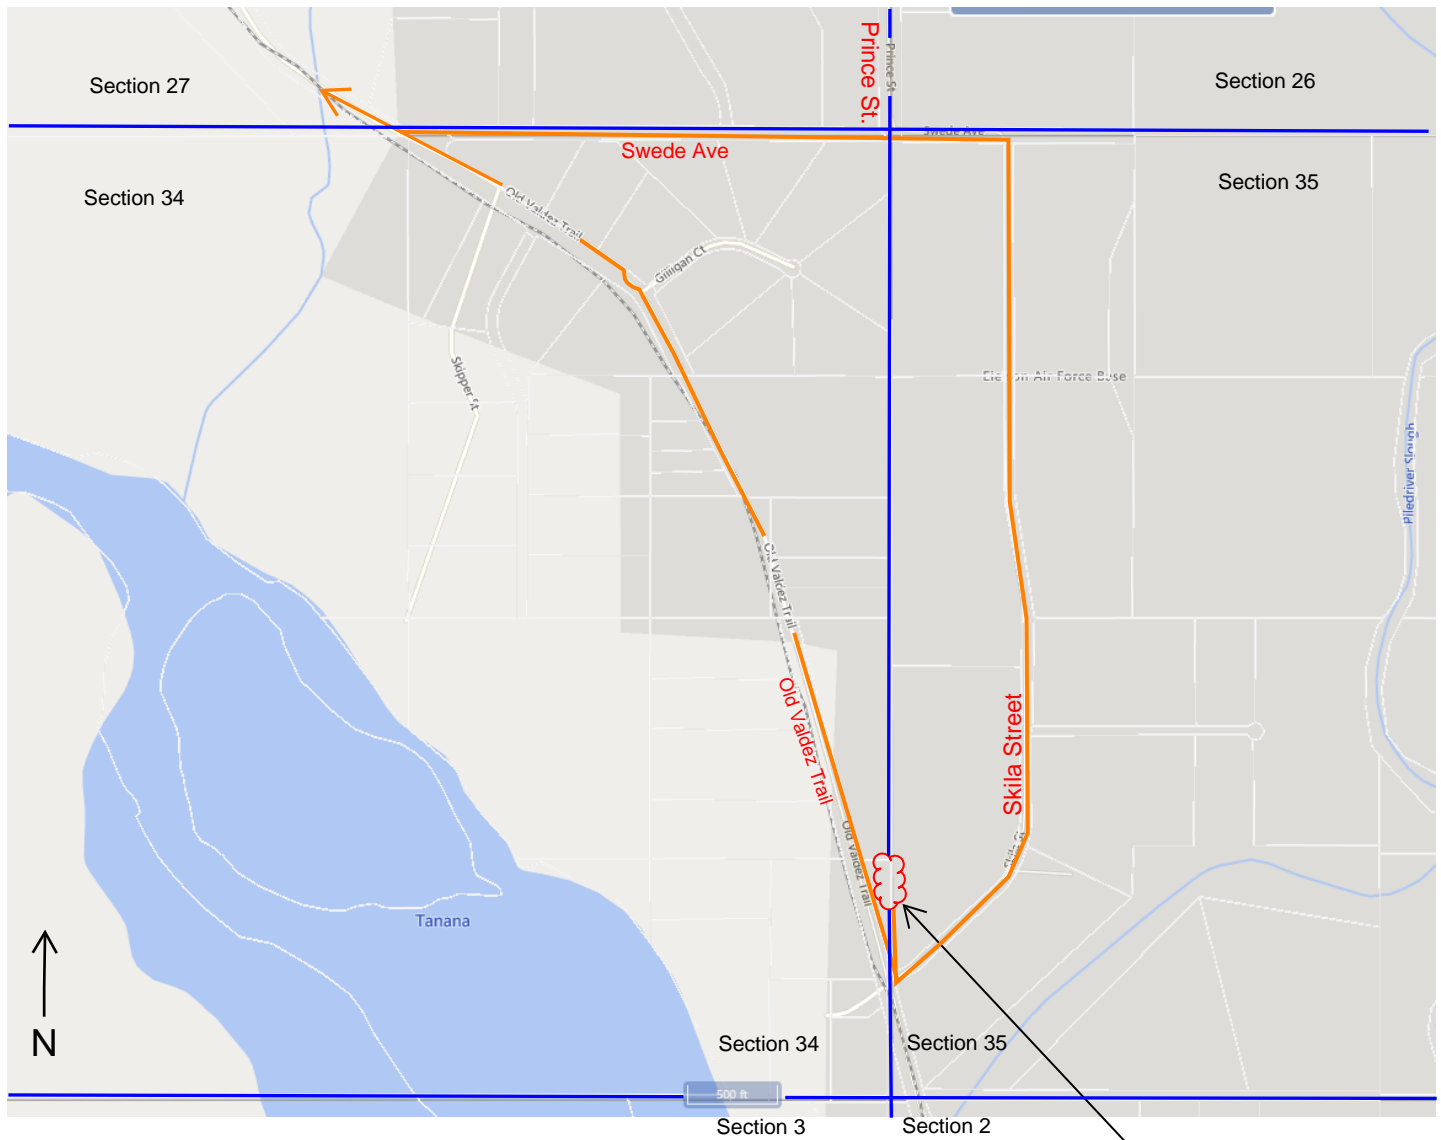 Section 27
Prince St.
Prince St
Section 26
Swede Ave
Swede Ave
Section 34
Section 35
Old Valdez Trail
Gilligan Ct
Skipper St
Eielson Air Force Base
Piledriver Slough
Old Valdez Trail
Old Valdez Trail
Skila Street
Old Valdez Trail
Skila St
Tanana
N
Section 34
Section 35
500 ft
Section 3
Section 2